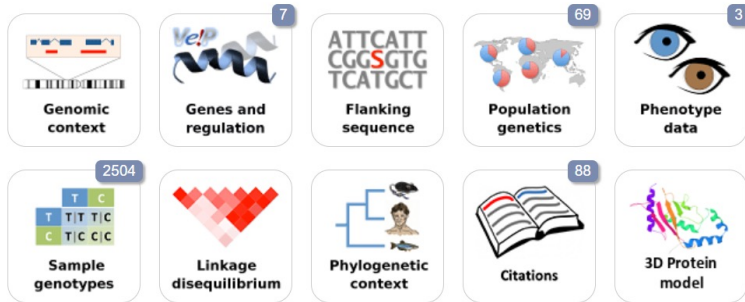 7
69
3
Ve!P
ATTCATT
CGGSGTG
TCATGCT
Genomic
context
Genes and
regulation
Flanking
sequence
Population
genetics
Phenotype
data
2504
88
T C
T T|T T|C
C T|C C|C
Sample
genotypes
Linkage
disequilibrium
Phylogenetic
context
Citations
3D Protein
model